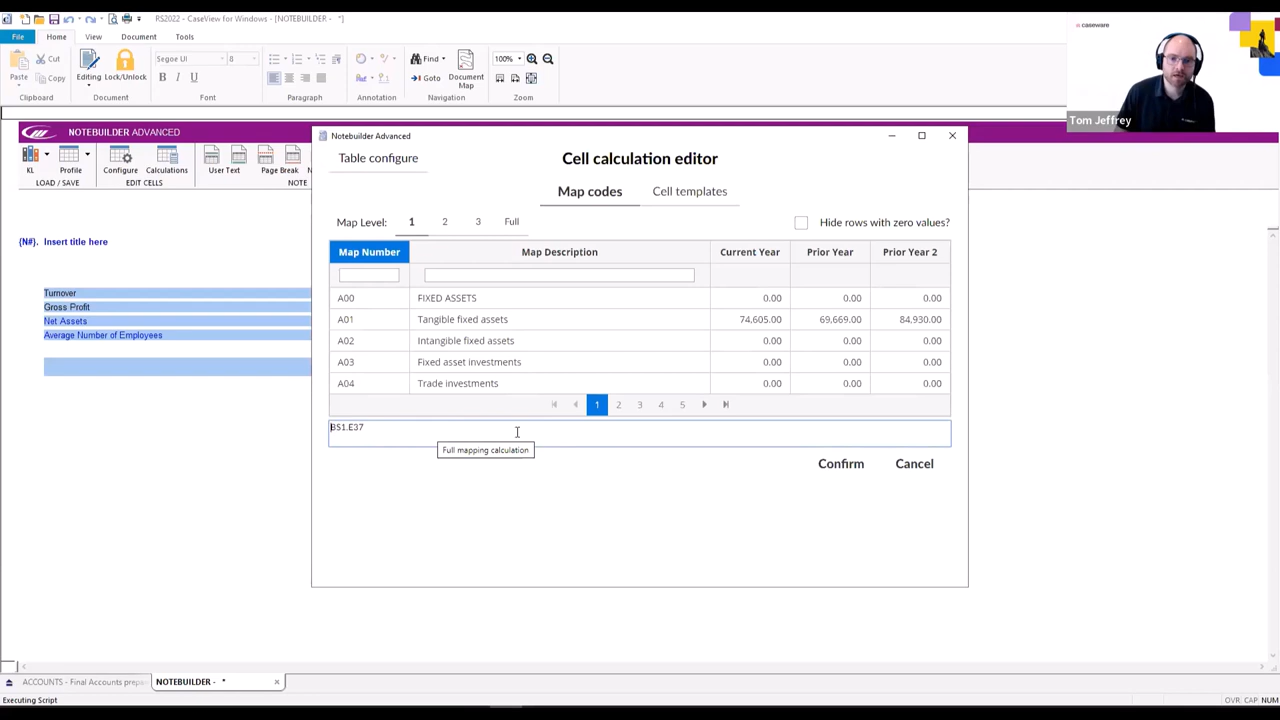 RS2022 - CaseView for Windows - [NOTEBUILDER - *]
File Home View Document Tools
Paste Cut Copy Clipboard
Editing Lock/Unlock Document
Segoe UI 8 B I U Font
Paragraph
Annotation
Find Goto Document Map Navigation
100% Zoom
caseware
Tom Jeffrey
NOTEBUILDER ADVANCED
KL Profile LOAD / SAVE
Configure Calculations EDIT CELLS
User Text Page Break NOTE
{N#}. Insert title here
Turnover
Gross Profit
Net Assets
Average Number of Employees
Notebuilder Advanced
Table configure
Cell calculation editor
Map codes Cell templates
Map Level: 1 2 3 Full Hide rows with zero values?
Map Number Map Description Current Year Prior Year Prior Year 2
A00 FIXED ASSETS 0.00 0.00 0.00
A01 Tangible fixed assets 74,605.00 69,669.00 84,930.00
A02 Intangible fixed assets 0.00 0.00 0.00
A03 Fixed asset investments 0.00 0.00 0.00
A04 Trade investments 0.00 0.00 0.00
1 2 3 4 5
BS1.E37
Full mapping calculation
Confirm Cancel
ACCOUNTS - Final Accounts prepa NOTEBUILDER - *
Executing Script OVR CAP NUM